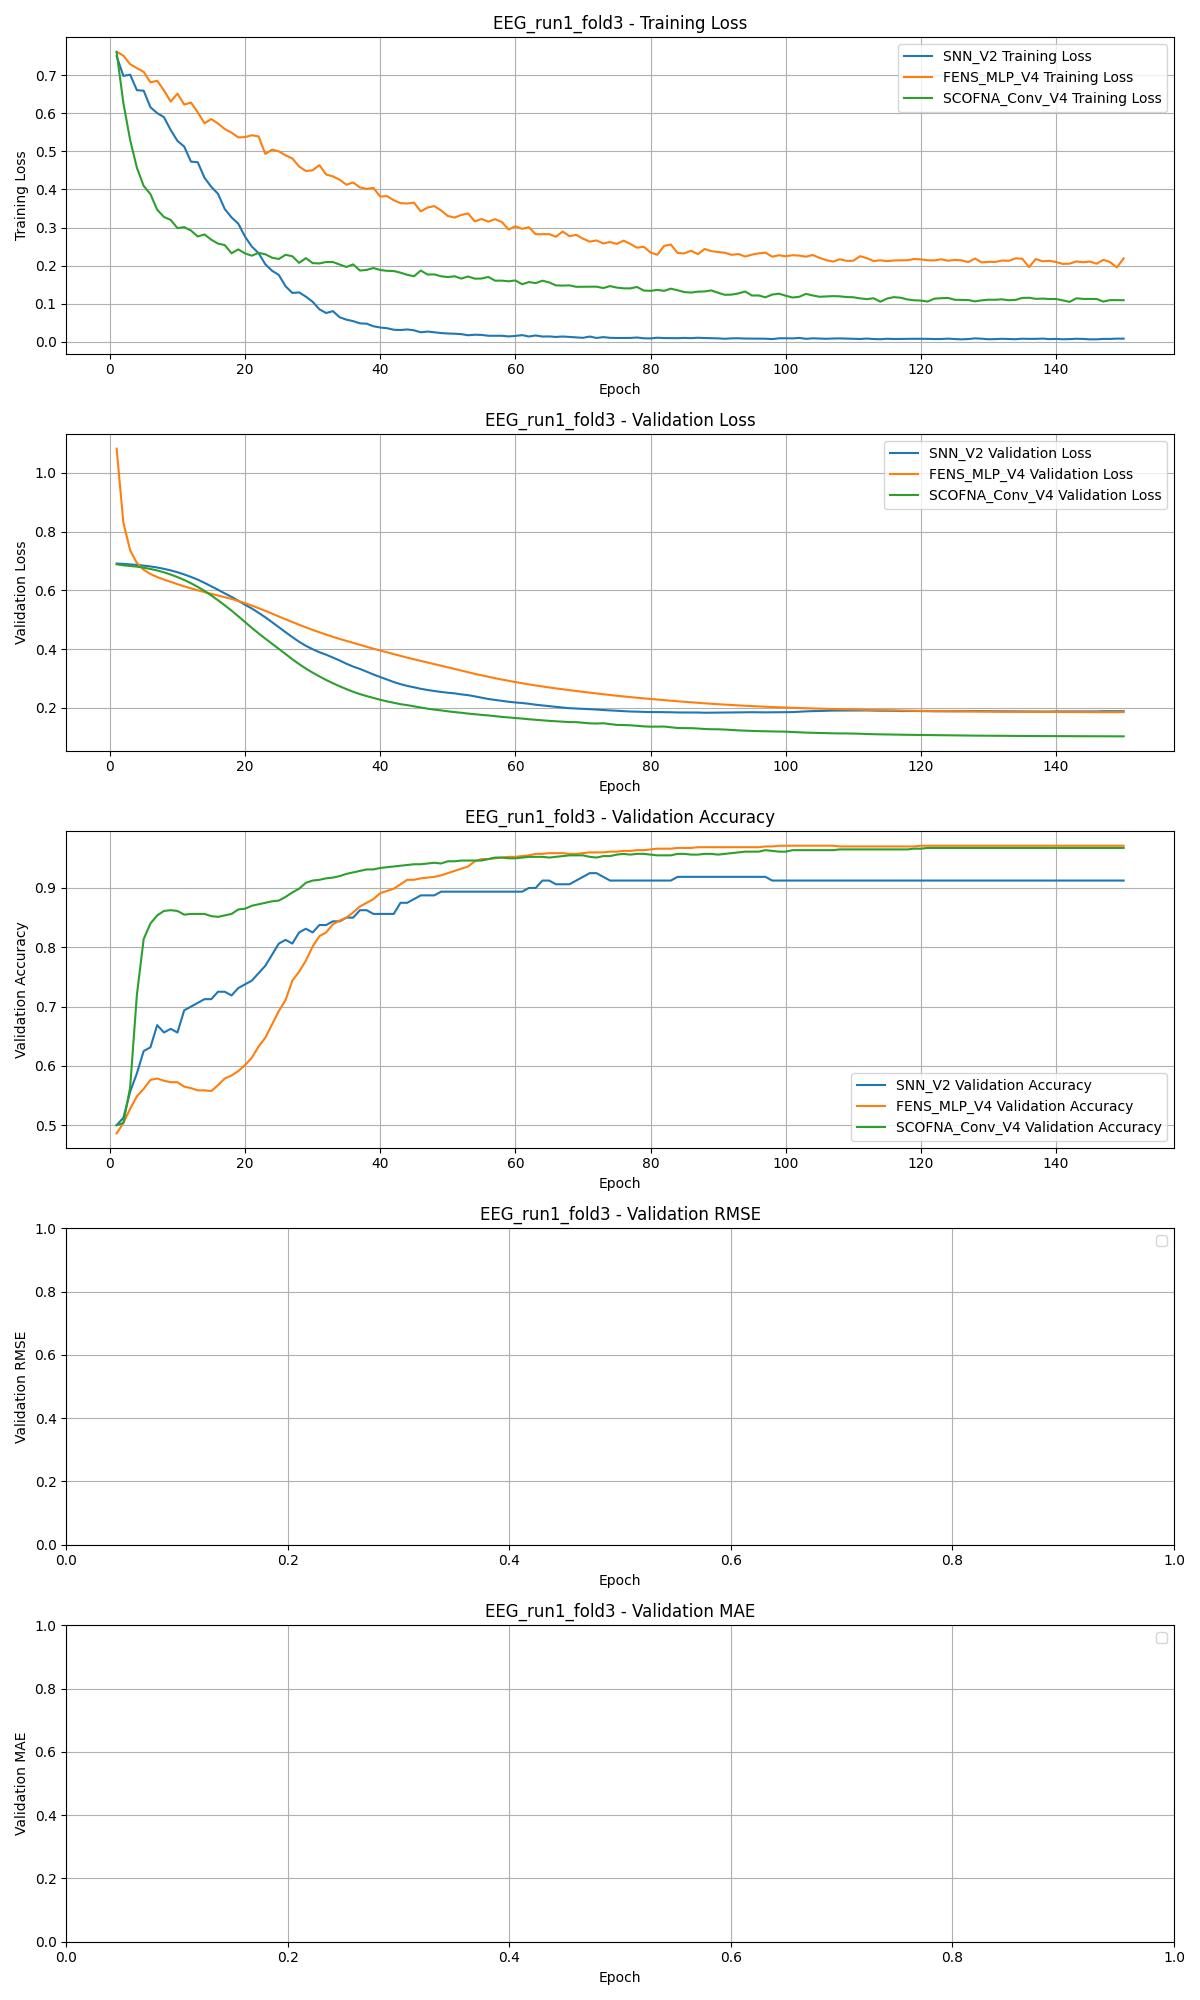 EEG_run1_fold3 - Training Loss
SNN_V2 Training Loss
FENS_MLP_V4 Training Loss
SCOFNA_Conv_V4 Training Loss
Training Loss
0.7
0.6
0.5
0.4
0.3
0.2
0.1
0.0
0 20 40 60 80 100 120 140
Epoch
EEG_run1_fold3 - Validation Loss
SNN_V2 Validation Loss
FENS_MLP_V4 Validation Loss
SCOFNA_Conv_V4 Validation Loss
Validation Loss
1.0
0.8
0.6
0.4
0.2
0 20 40 60 80 100 120 140
Epoch
EEG_run1_fold3 - Validation Accuracy
Validation Accuracy
0.9
0.8
0.7
0.6
0.5
SNN_V2 Validation Accuracy
FENS_MLP_V4 Validation Accuracy
SCOFNA_Conv_V4 Validation Accuracy
0 20 40 60 80 100 120 140
Epoch
EEG_run1_fold3 - Validation RMSE
Validation RMSE
1.0
0.8
0.6
0.4
0.2
0.0
0.0 0.2 0.4 0.6 0.8 1.0
Epoch
EEG_run1_fold3 - Validation MAE
Validation MAE
1.0
0.8
0.6
0.4
0.2
0.0
0.0 0.2 0.4 0.6 0.8 1.0
Epoch